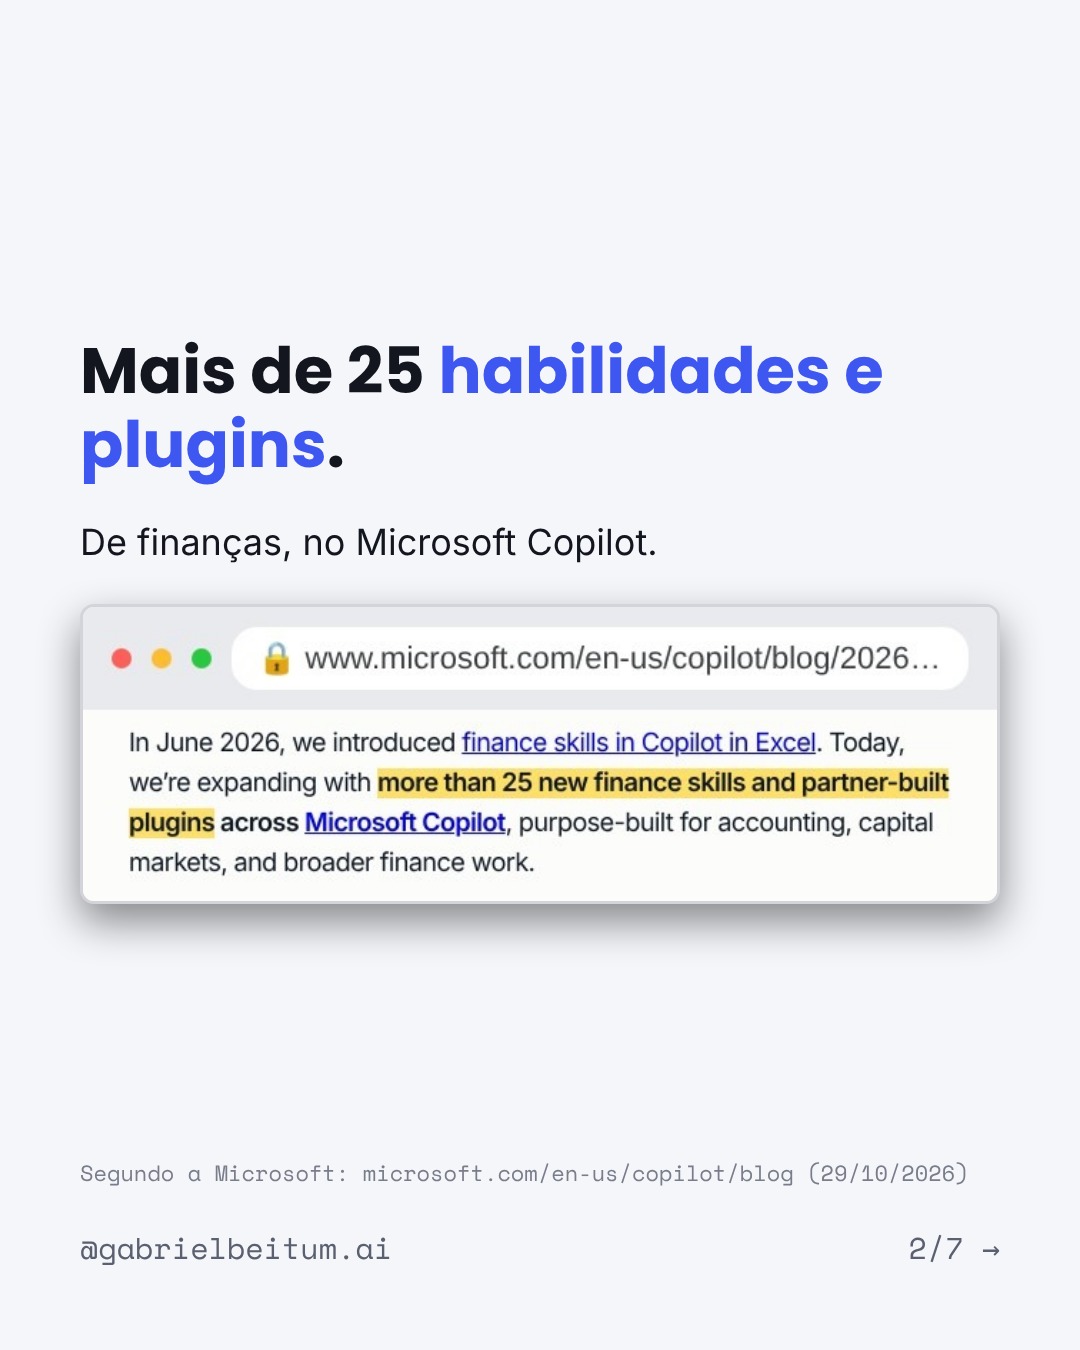 Mais de 25 habilidades e
plugins.
De finanças, no Microsoft Copilot.
www.microsoft.com/en-us/copilot/blog/2026...
In June 2026, we introduced finance skills in Copilot in Excel. Today,
we’re expanding with more than 25 new finance skills and partner-built
plugins across Microsoft Copilot, purpose-built for accounting, capital
markets, and broader finance work.
Segundo a Microsoft: microsoft.com/en-us/copilot/blog (29/10/2026)
@gabrielbeitum.ai
2/7 →